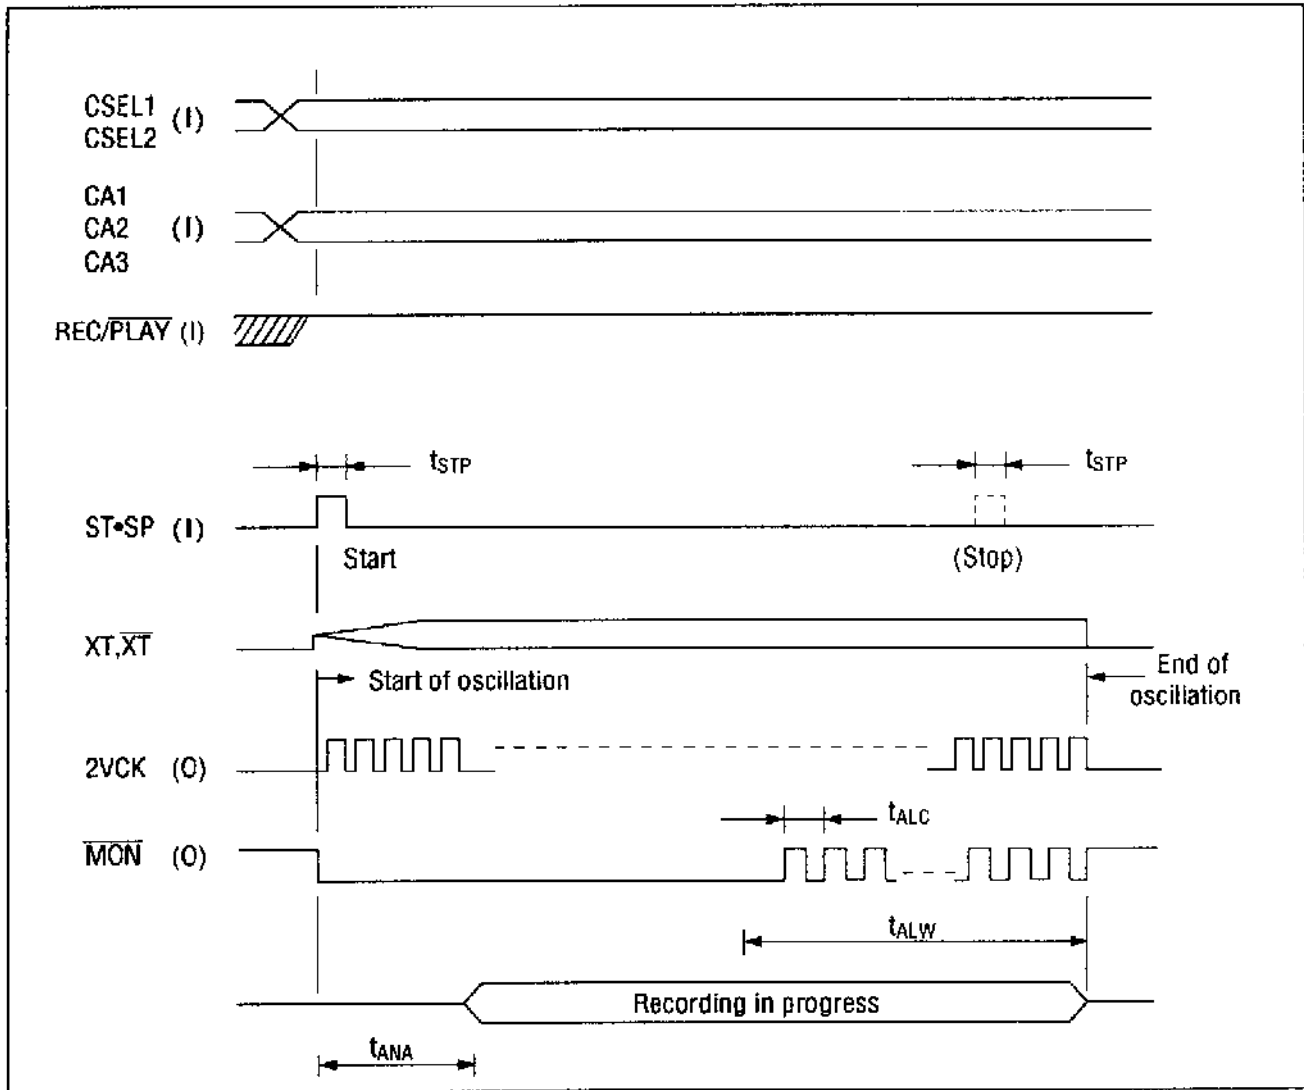 CSEL1
CSEL2 (I)
CA1
CA2 (I)
CA3
REC/PLAY (I)
tSTP tSTP
ST•SP (I)
Start (Stop)
XT,XT
Start of oscillation
End of
oscillation
2VCK (O)
tALC
MON (O)
tALW
Recording in progress
tANA